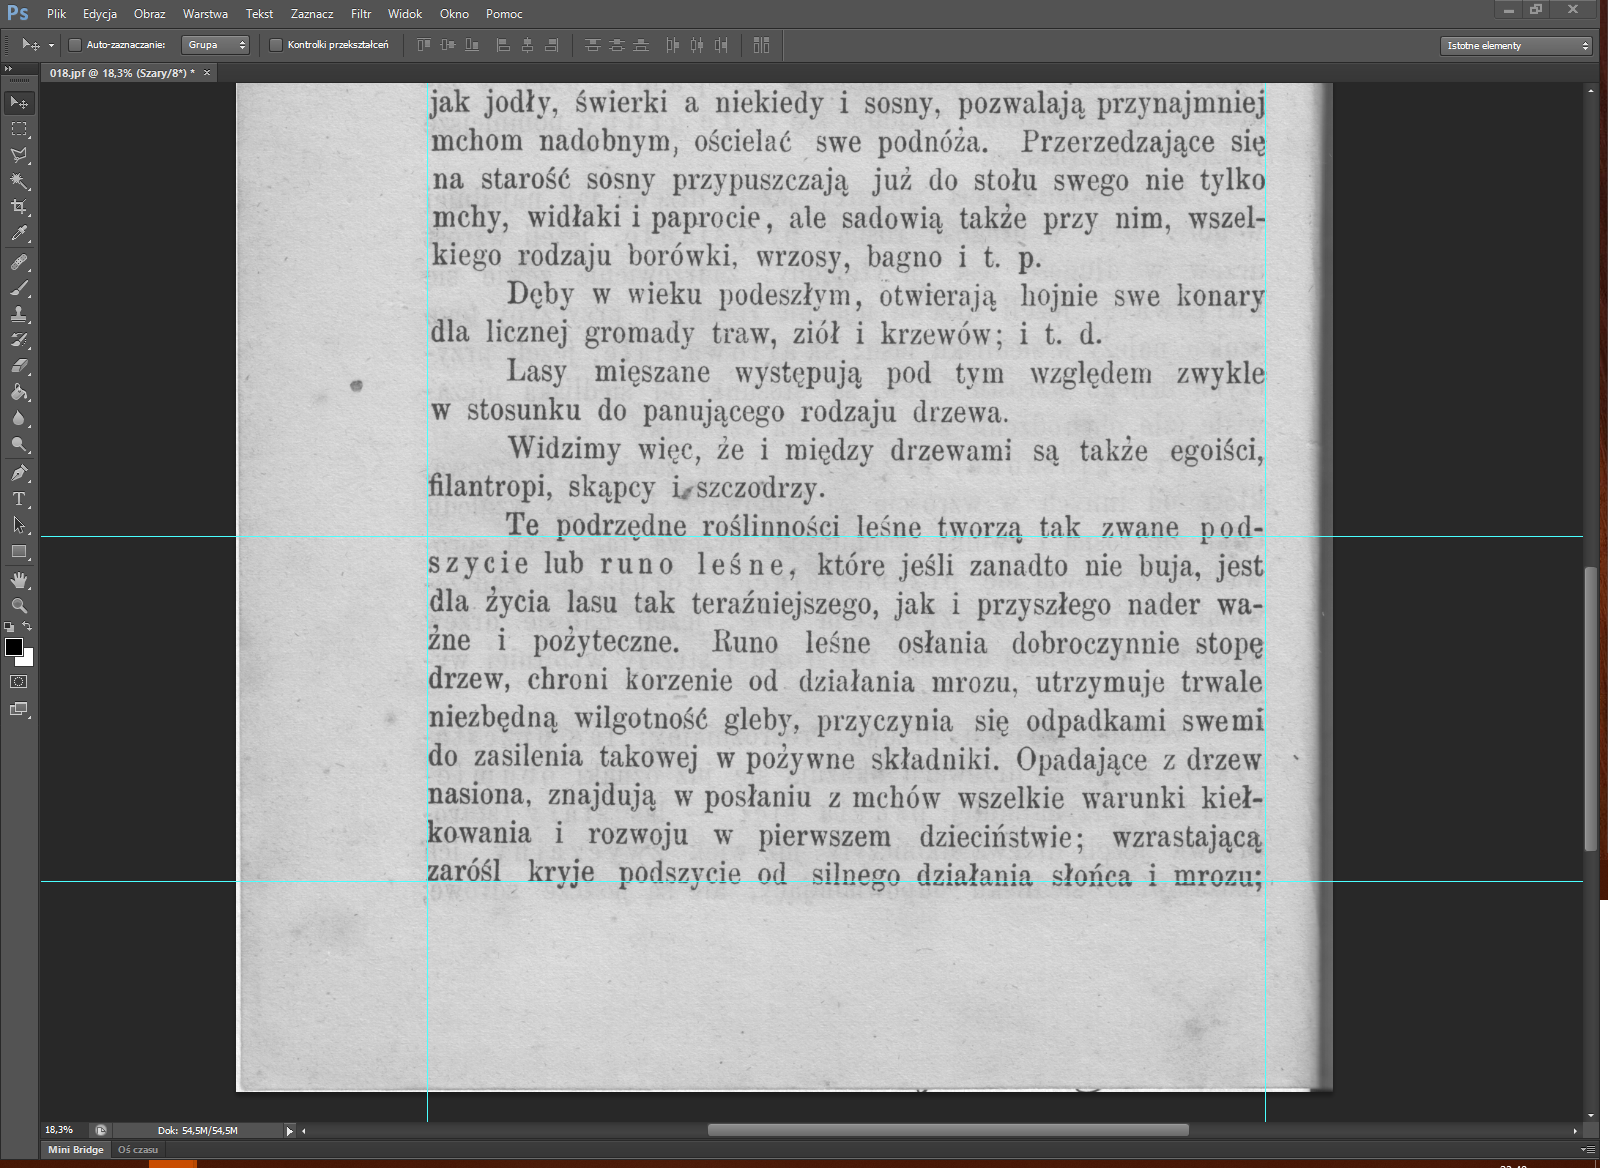 Ps Plik Edycja Obraz Warstwa Tekst Zaznacz Filtr Widok Okno Pomoc
Auto-zaznaczanie: Grupa Kontrolki przekształceń Istotne elementy
018.jpf @ 18,3% (Szary/8*) * ×
jak jodły, świerki a niekiedy i sosny, pozwalają przynajmniej
mchom nadobnym, ościelać swe podnóża. Przerzedzające się
na starość sosny przypuszczają już do stołu swego nie tylko
mchy, widłaki i paprocie, ale sadowią także przy nim, wszel-
kiego rodzaju borówki, wrzosy, bagno i t. p.
Dęby w wieku podeszłym, otwierają hojnie swe konary
dla licznej gromady traw, ziół i krzewów; i t. d.
Lasy mięszane występują pod tym względem zwykle
w stosunku do panującego rodzaju drzewa.
Widzimy więc, że i między drzewami są także egoiści,
filantropi, skąpcy i szczodrzy.
Te podrzędne roślinności leśne tworzą tak zwane pod-
szycie lub runo leśne, które jeśli zanadto nie buja, jest
dla życia lasu tak teraźniejszego, jak i przyszłego nader wa-
żne i pożyteczne. Runo leśne osłania dobroczynnie stopę
drzew, chroni korzenie od działania mrozu, utrzymuje trwale
niezbędną wilgotność gleby, przyczynia się odpadkami swemi
do zasilenia takowej w pożywne składniki. Opadające z drzew
nasiona, znajdują w posłaniu z mchów wszelkie warunki kieł-
kowania i rozwoju w pierwszem dzieciństwie; wzrastającą
zaróśl kryje podszycie od silnego działania słońca i mrozu;
18,3% Dok: 54,5M/54,5M
Mini Bridge Oś czasu